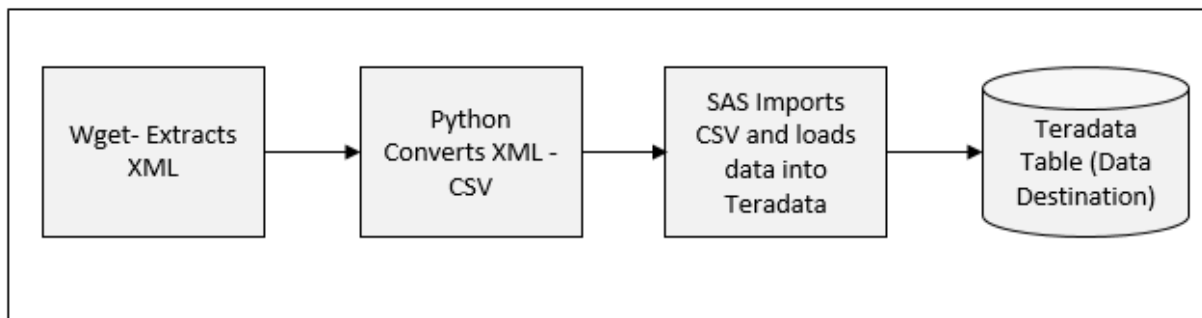 Wget- Extracts
XML
Python
Converts XML -
CSV
SAS Imports
CSV and loads
data into
Teradata
Teradata
Table (Data
Destination)